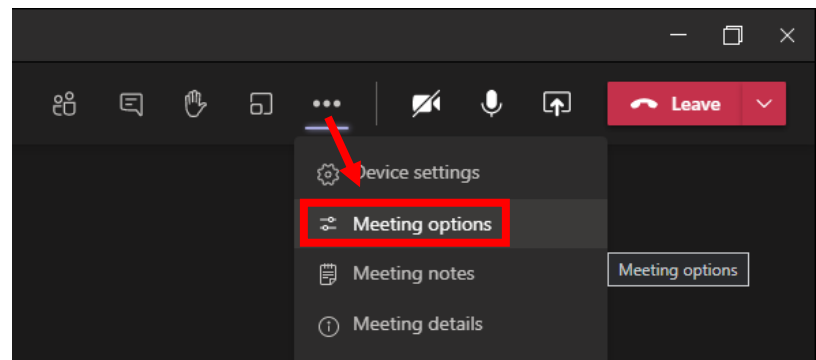 Leave
Device settings
Meeting options
Meeting notes
Meeting options
Meeting details